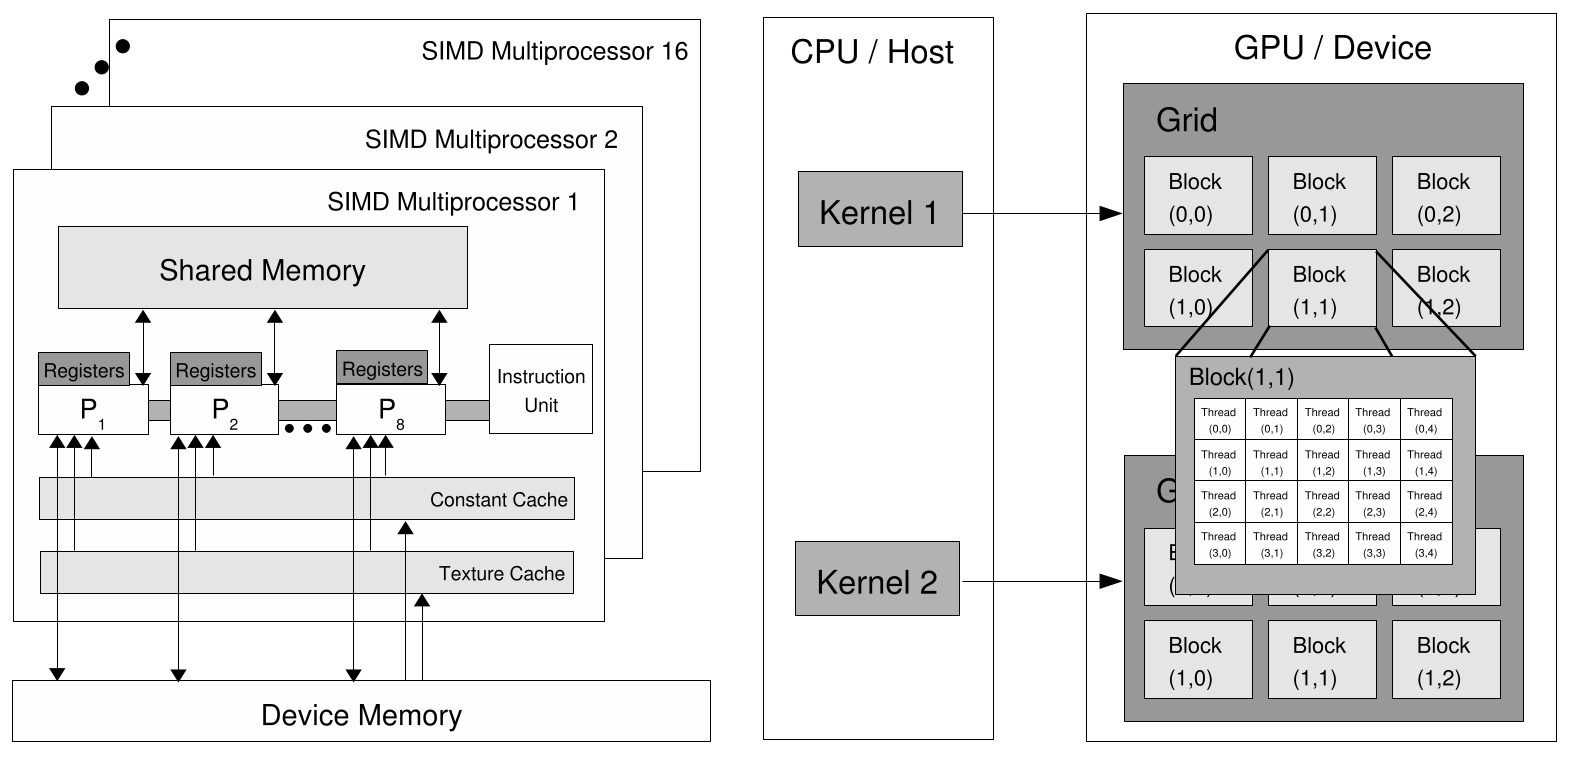 SIMD Multiprocessor 16
SIMD Multiprocessor 2
SIMD Multiprocessor 1
Shared Memory
Registers
Registers
Registers
P1
P2
P8
Instruction
Unit
Constant Cache
Texture Cache
Device Memory
CPU / Host
Kernel 1
Kernel 2
GPU / Device
Grid
Block Block Block
(0,0) (0,1) (0,2)
Block Block Block
(1,0) (1,1) (1,2)
Block(1,1)
Thread Thread Thread Thread Thread
(0,0) (0,1) (0,2) (0,3) (0,4)
Thread Thread Thread Thread Thread
(1,0) (1,1) (1,2) (1,3) (1,4)
Thread Thread Thread Thread Thread
(2,0) (2,1) (2,2) (2,3) (2,4)
Thread Thread Thread Thread Thread
(3,0) (3,1) (3,2) (3,3) (3,4)
Block Block Block
(1,0) (1,1) (1,2)